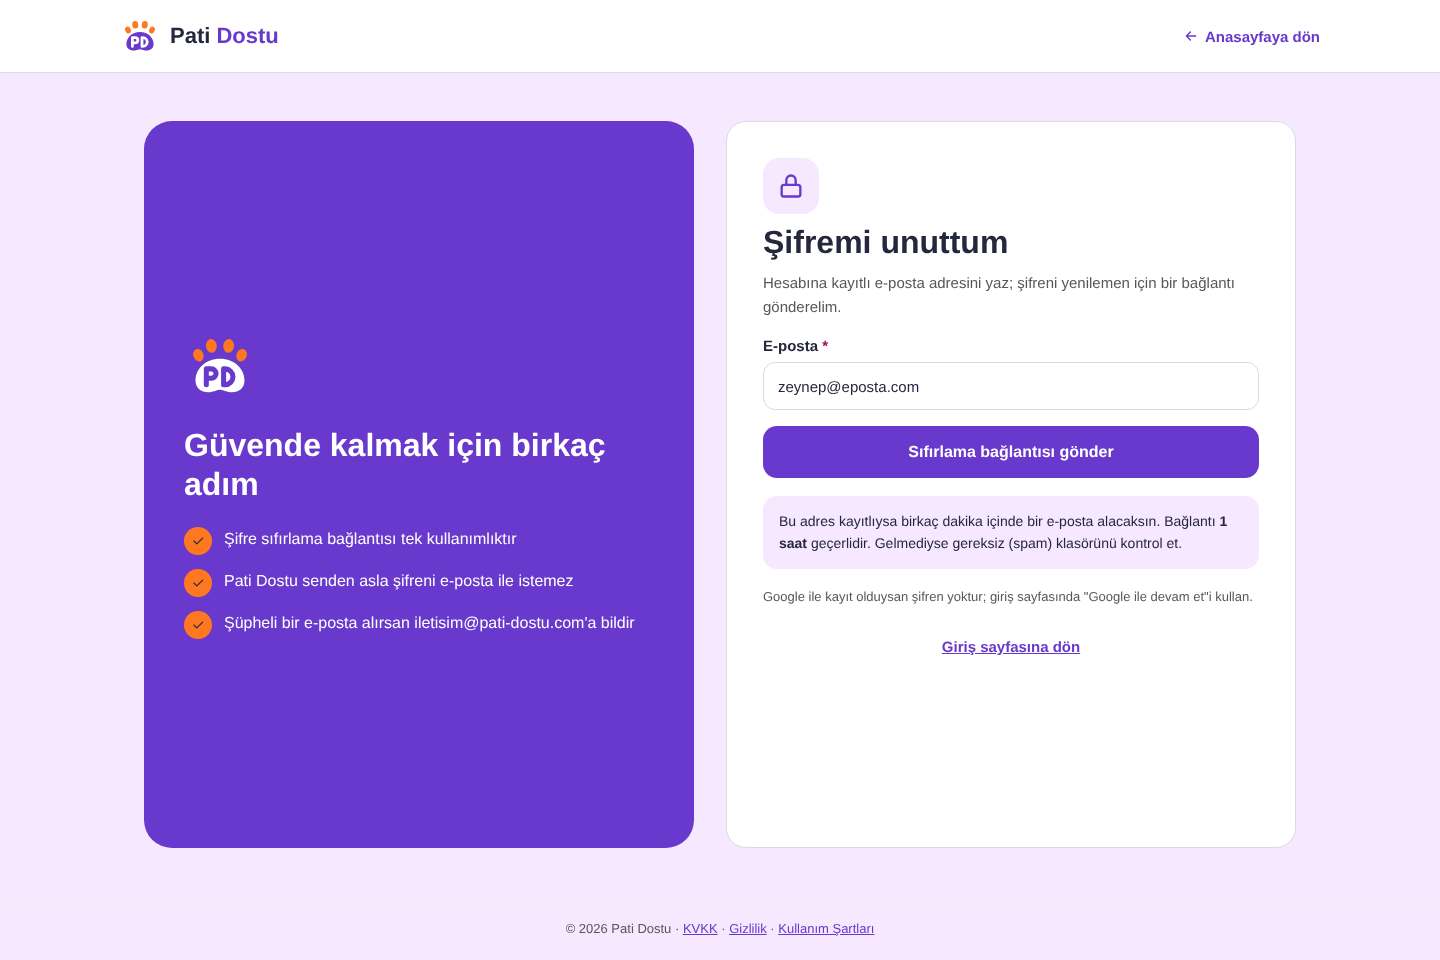 PD
Pati Dostu
Anasayfaya dön
PD
Güvende kalmak için birkaç
adım
Şifre sıfırlama bağlantısı tek kullanımlıktır
Pati Dostu senden asla şifreni e-posta ile istemez
Şüpheli bir e-posta alırsan iletisim@pati-dostu.com'a bildir
Şifremi unuttum
Hesabına kayıtlı e-posta adresini yaz; şifreni yenilemen için bir bağlantı
gönderelim.
E-posta *
zeynep@eposta.com
Sıfırlama bağlantısı gönder
Bu adres kayıtlıysa birkaç dakika içinde bir e-posta alacaksın. Bağlantı 1
saat geçerlidir. Gelmediyse gereksiz (spam) klasörünü kontrol et.
Google ile kayıt olduysan şifren yoktur; giriş sayfasında "Google ile devam et"i kullan.
Giriş sayfasına dön
© 2026 Pati Dostu · KVKK · Gizlilik · Kullanım Şartları